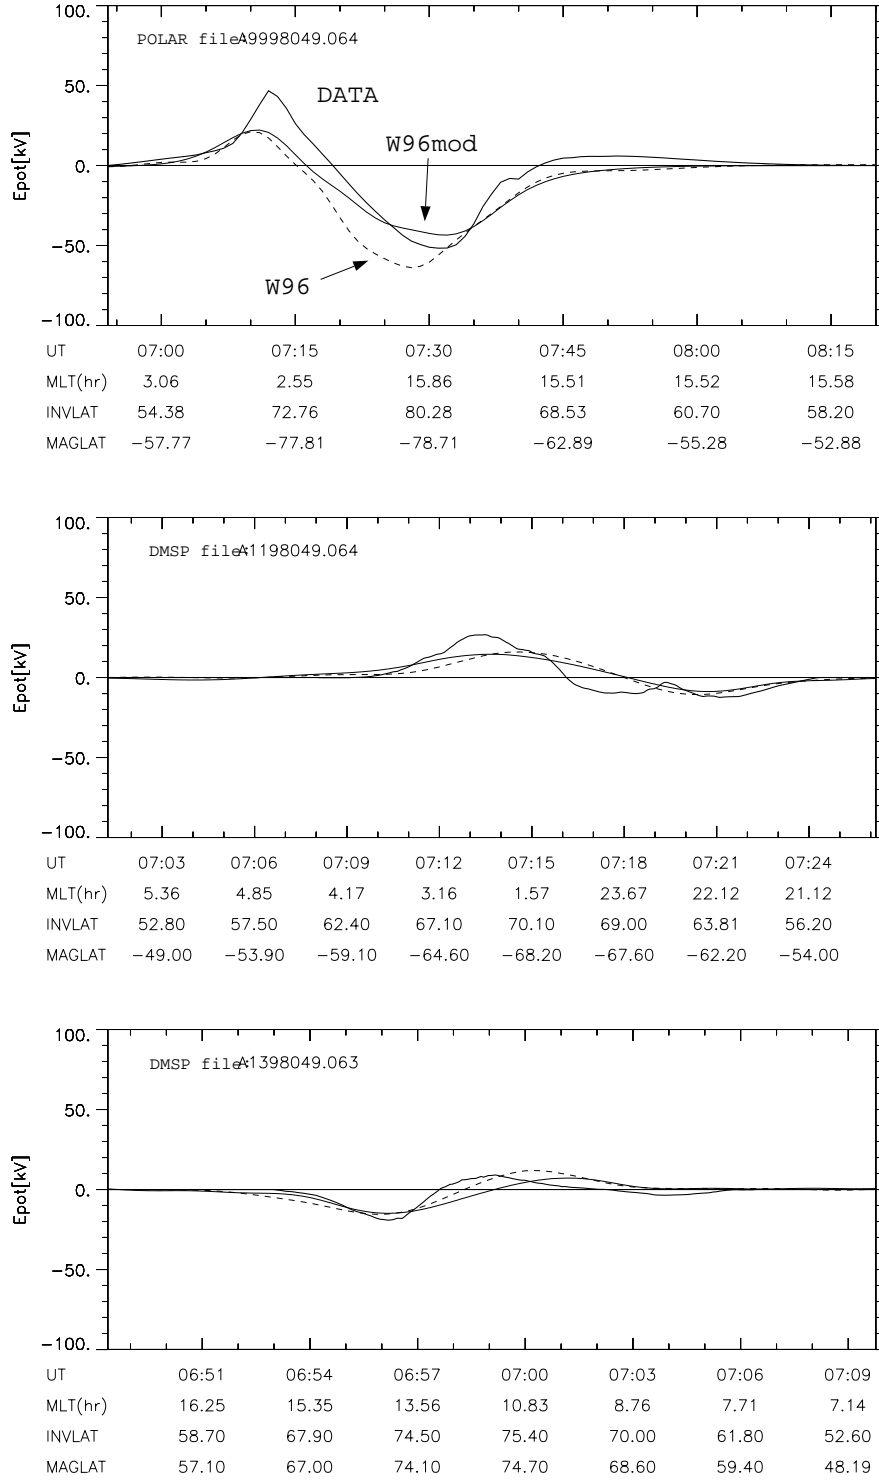 100.
POLAR file:A9998049.064
50.
DATA
W96mod
0.
Epot[kV]
−50.
W96
−100.
UT 07:00 07:15 07:30 07:45 08:00 08:15
MLT(hr) 3.06 2.55 15.86 15.51 15.52 15.58
INVLAT 54.38 72.76 80.28 68.53 60.70 58.20
MAGLAT −57.77 −77.81 −78.71 −62.89 −55.28 −52.88
100.
DMSP file:A1198049.064
50.
0.
Epot[kV]
−50.
−100.
UT 07:03 07:06 07:09 07:12 07:15 07:18 07:21 07:24
MLT(hr) 5.36 4.85 4.17 3.16 1.57 23.67 22.12 21.12
INVLAT 52.80 57.50 62.40 67.10 70.10 69.00 63.81 56.20
MAGLAT −49.00 −53.90 −59.10 −64.60 −68.20 −67.60 −62.20 −54.00
100.
DMSP file:A1398049.063
50.
0.
Epot[kV]
−50.
−100.
UT 06:51 06:54 06:57 07:00 07:03 07:06 07:09
MLT(hr) 16.25 15.35 13.56 10.83 8.76 7.71 7.14
INVLAT 58.70 67.90 74.50 75.40 70.00 61.80 52.60
MAGLAT 57.10 67.00 74.10 74.70 68.60 59.40 48.19